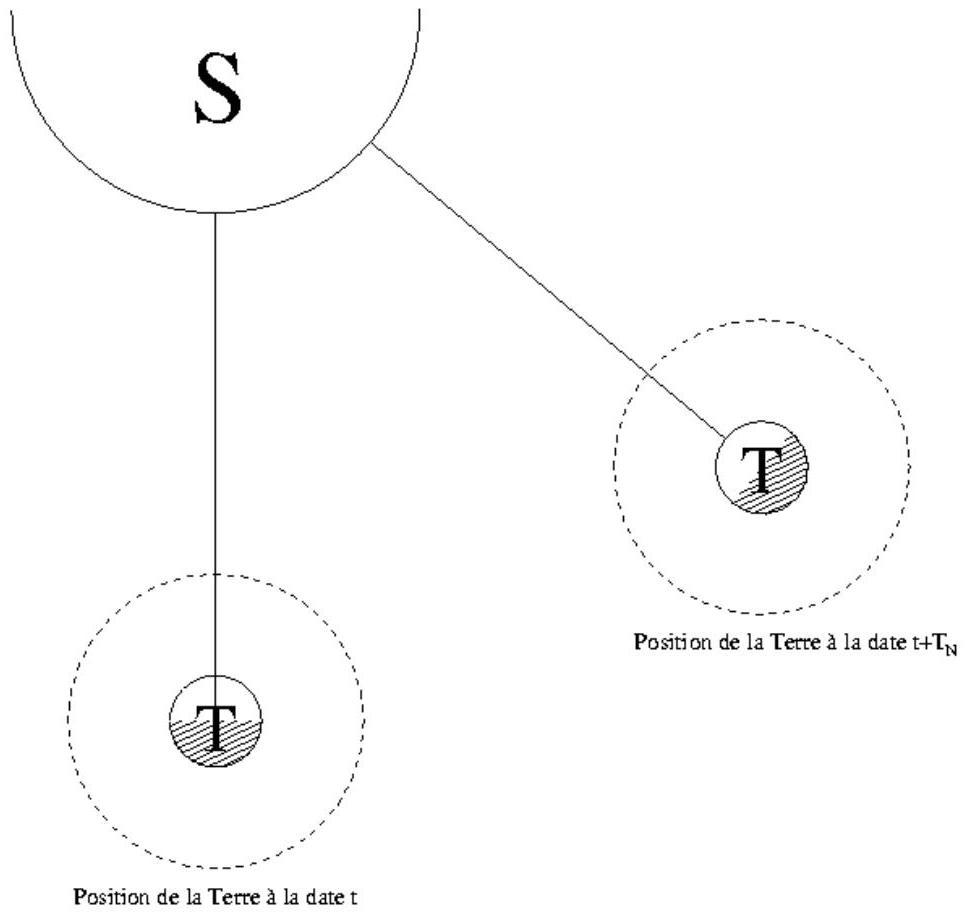 S
T
Position de la Terre à la date t+T_N
T
Position de la Terre à la date t